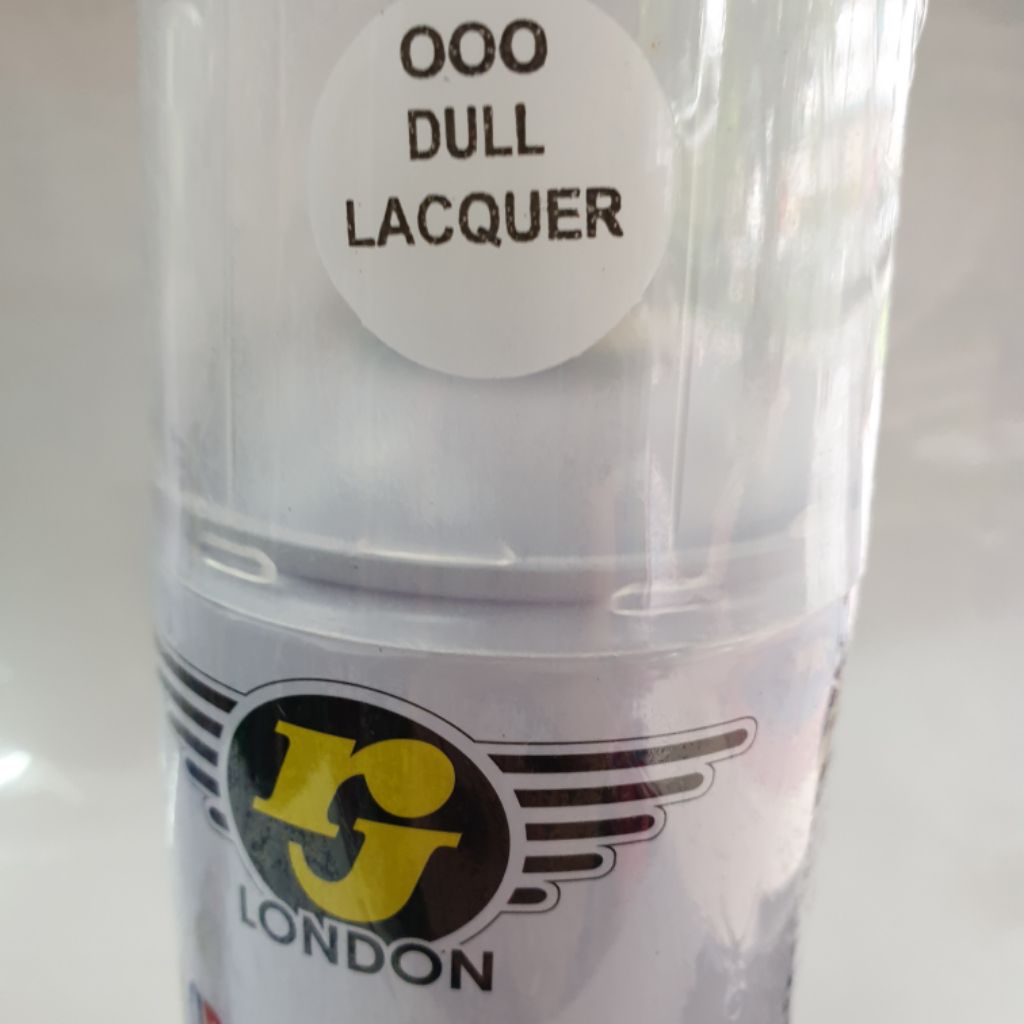 000
DULL
LACQUER
rj
LONDON